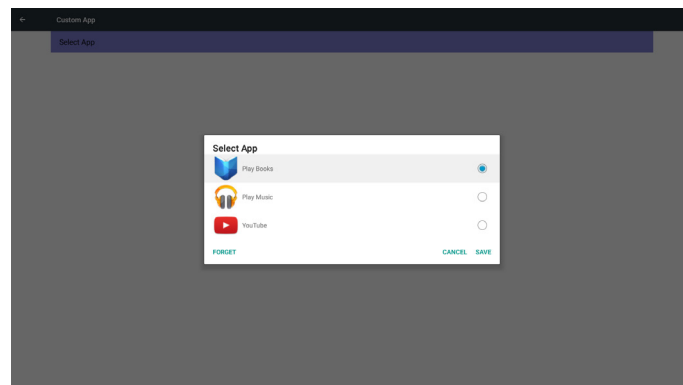 Custom App
Select App
Select App
Play Books
Play Music
YouTube
FORGET CANCEL SAVE